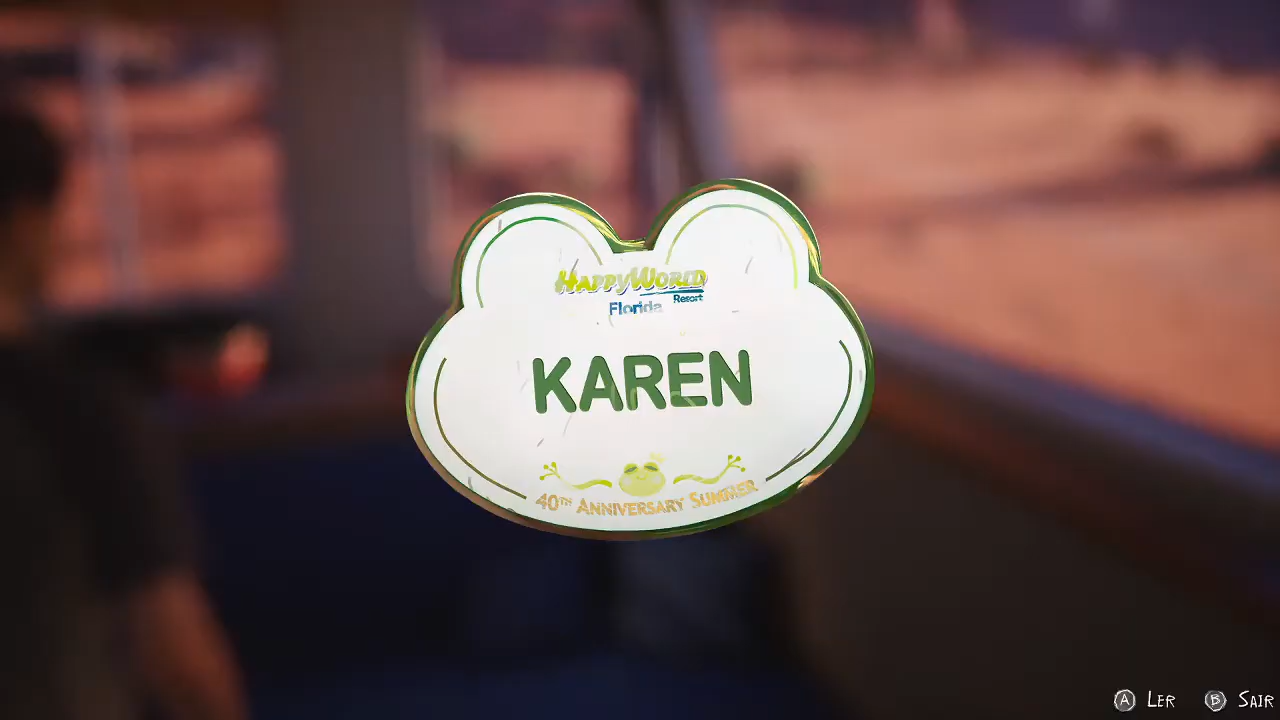 HAPPYWORLD
Resort
Florida
KAREN
40TH ANNIVERSARY SUMMER
A LER B SAIR